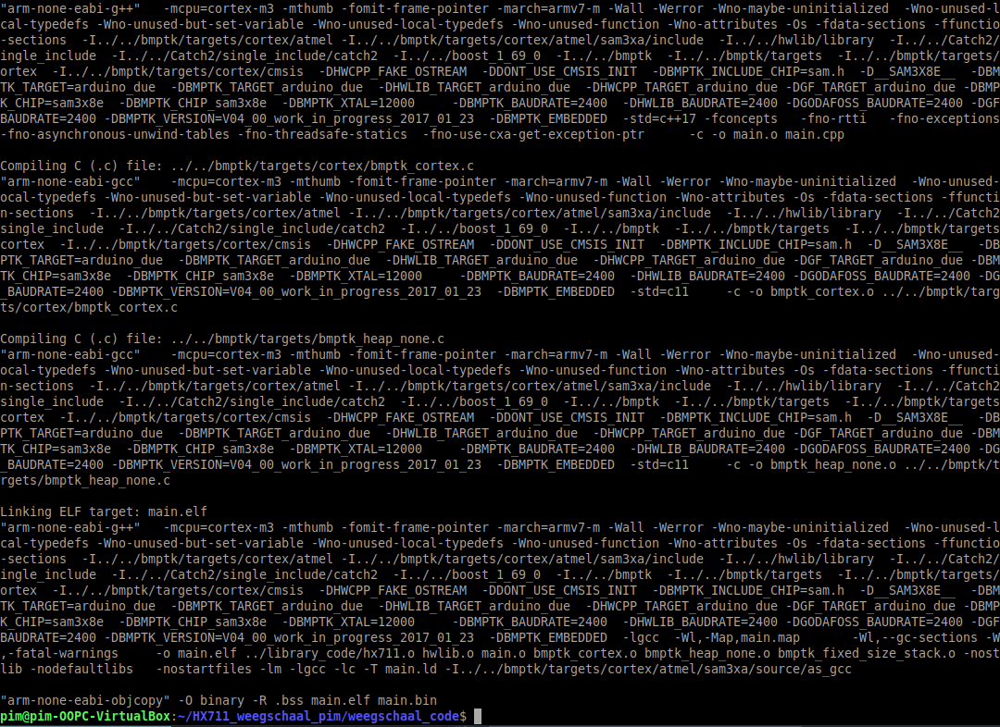 "arm-none-eabi-g++"   -mcpu=cortex-m3 -mthumb -fomit-frame-pointer -march=armv7-m -Wall -Werror -Wno-maybe-uninitialized  -Wno-unused-l
cal-typedefs -Wno-unused-but-set-variable -Wno-unused-local-typedefs -Wno-unused-function -Wno-attributes -Os -fdata-sections -ffunctio
-sections  -I../../bmptk/targets/cortex/atmel -I../../bmptk/targets/cortex/atmel/sam3xa/include  -I../../hwlib/library  -I../../Catch2/
ingle_include  -I../../Catch2/single_include/catch2  -I../../boost_1_69_0  -I../../bmptk  -I../../bmptk/targets  -I../../bmptk/targets/
ortex  -I../../bmptk/targets/cortex/cmsis  -DHWCPP_FAKE_OSTREAM  -DDONT_USE_CMSIS_INIT  -DBMPTK_INCLUDE_CHIP=sam.h  -D__SAM3X8E__  -DBM
TK_TARGET=arduino_due  -DBMPTK_TARGET_arduino_due  -DHWLIB_TARGET_arduino_due  -DHWCPP_TARGET_arduino_due -DGF_TARGET_arduino_due -DBMP
K_CHIP=sam3x8e  -DBMPTK_CHIP_sam3x8e  -DBMPTK_XTAL=12000     -DBMPTK_BAUDRATE=2400  -DHWLIB_BAUDRATE=2400 -DGODAFOSS_BAUDRATE=2400 -DGF
BAUDRATE=2400 -DBMPTK_VERSION=V04_00_work_in_progress_2017_01_23  -DBMPTK_EMBEDDED  -std=c++17 -fconcepts   -fno-rtti   -fno-exceptions
-fno-asynchronous-unwind-tables -fno-threadsafe-statics  -fno-use-cxa-get-exception-ptr      -c -o main.o main.cpp
Compiling C (.c) file: ../../bmptk/targets/cortex/bmptk_cortex.c
"arm-none-eabi-gcc"    -mcpu=cortex-m3 -mthumb -fomit-frame-pointer -march=armv7-m -Wall -Werror -Wno-maybe-uninitialized  -Wno-unused-
ocal-typedefs -Wno-unused-but-set-variable -Wno-unused-local-typedefs -Wno-unused-function -Wno-attributes -Os -fdata-sections -ffuncti
n-sections  -I../../bmptk/targets/cortex/atmel -I../../bmptk/targets/cortex/atmel/sam3xa/include  -I../../hwlib/library  -I../../Catch2
single_include  -I../../Catch2/single_include/catch2  -I../../boost_1_69_0  -I../../bmptk  -I../../bmptk/targets  -I../../bmptk/targets
cortex  -I../../bmptk/targets/cortex/cmsis  -DHWCPP_FAKE_OSTREAM  -DDONT_USE_CMSIS_INIT  -DBMPTK_INCLUDE_CHIP=sam.h  -D__SAM3X8E__  -DB
PTK_TARGET=arduino_due  -DBMPTK_TARGET_arduino_due  -DHWLIB_TARGET_arduino_due  -DHWCPP_TARGET_arduino_due -DGF_TARGET_arduino_due -DBM
TK_CHIP=sam3x8e  -DBMPTK_CHIP_sam3x8e  -DBMPTK_XTAL=12000     -DBMPTK_BAUDRATE=2400  -DHWLIB_BAUDRATE=2400 -DGODAFOSS_BAUDRATE=2400 -DG
_BAUDRATE=2400 -DBMPTK_VERSION=V04_00_work_in_progress_2017_01_23  -DBMPTK_EMBEDDED  -std=c11     -c -o bmptk_cortex.o ../../bmptk/targ
ts/cortex/bmptk_cortex.c
Compiling C (.c) file: ../../bmptk/targets/bmptk_heap_none.c
"arm-none-eabi-gcc"    -mcpu=cortex-m3 -mthumb -fomit-frame-pointer -march=armv7-m -Wall -Werror -Wno-maybe-uninitialized  -Wno-unused-
ocal-typedefs -Wno-unused-but-set-variable -Wno-unused-local-typedefs -Wno-unused-function -Wno-attributes -Os -fdata-sections -ffuncti
n-sections  -I../../bmptk/targets/cortex/atmel -I../../bmptk/targets/cortex/atmel/sam3xa/include  -I../../hwlib/library  -I../../Catch2
single_include  -I../../Catch2/single_include/catch2  -I../../boost_1_69_0  -I../../bmptk  -I../../bmptk/targets  -I../../bmptk/targets
cortex  -I../../bmptk/targets/cortex/cmsis  -DHWCPP_FAKE_OSTREAM  -DDONT_USE_CMSIS_INIT  -DBMPTK_INCLUDE_CHIP=sam.h  -D__SAM3X8E__  -DB
PTK_TARGET=arduino_due  -DBMPTK_TARGET_arduino_due  -DHWLIB_TARGET_arduino_due  -DHWCPP_TARGET_arduino_due -DGF_TARGET_arduino_due -DBM
TK_CHIP=sam3x8e  -DBMPTK_CHIP_sam3x8e  -DBMPTK_XTAL=12000     -DBMPTK_BAUDRATE=2400  -DHWLIB_BAUDRATE=2400 -DGODAFOSS_BAUDRATE=2400 -DG
_BAUDRATE=2400 -DBMPTK_VERSION=V04_00_work_in_progress_2017_01_23  -DBMPTK_EMBEDDED  -std=c11     -c -o bmptk_heap_none.o ../../bmptk/t
rgets/bmptk_heap_none.c
Linking ELF target: main.elf
"arm-none-eabi-g++"   -mcpu=cortex-m3 -mthumb -fomit-frame-pointer -march=armv7-m -Wall -Werror -Wno-maybe-uninitialized  -Wno-unused-l
cal-typedefs -Wno-unused-but-set-variable -Wno-unused-local-typedefs -Wno-unused-function -Wno-attributes -Os -fdata-sections -ffunctio
-sections  -I../../bmptk/targets/cortex/atmel -I../../bmptk/targets/cortex/atmel/sam3xa/include  -I../../hwlib/library  -I../../Catch2/
ingle_include  -I../../Catch2/single_include/catch2  -I../../boost_1_69_0  -I../../bmptk  -I../../bmptk/targets  -I../../bmptk/targets/
ortex  -I../../bmptk/targets/cortex/cmsis  -DHWCPP_FAKE_OSTREAM  -DDONT_USE_CMSIS_INIT  -DBMPTK_INCLUDE_CHIP=sam.h  -D__SAM3X8E__  -DBM
TK_TARGET=arduino_due  -DBMPTK_TARGET_arduino_due  -DHWLIB_TARGET_arduino_due  -DHWCPP_TARGET_arduino_due -DGF_TARGET_arduino_due -DBMP
K_CHIP=sam3x8e  -DBMPTK_CHIP_sam3x8e  -DBMPTK_XTAL=12000     -DBMPTK_BAUDRATE=2400  -DHWLIB_BAUDRATE=2400 -DGODAFOSS_BAUDRATE=2400 -DGF
BAUDRATE=2400 -DBMPTK_VERSION=V04_00_work_in_progress_2017_01_23  -DBMPTK_EMBEDDED  -lgcc  -Wl,-Map,main.map       -Wl,--gc-sections -W
,-fatal-warnings     -o main.elf ../library_code/hx711.o hwlib.o main.o bmptk_cortex.o bmptk_heap_none.o bmptk_fixed_size_stack.o -nost
lib -nodefaultlibs   -nostartfiles -lm -lgcc -lc -T main.ld -I../../bmptk/targets/cortex/atmel/sam3xa/source/as_gcc
"arm-none-eabi-objcopy" -O binary -R .bss main.elf main.bin
pim@pim-OOPC-VirtualBox:~/HX711_weegschaal_pim/weegschaal_code$